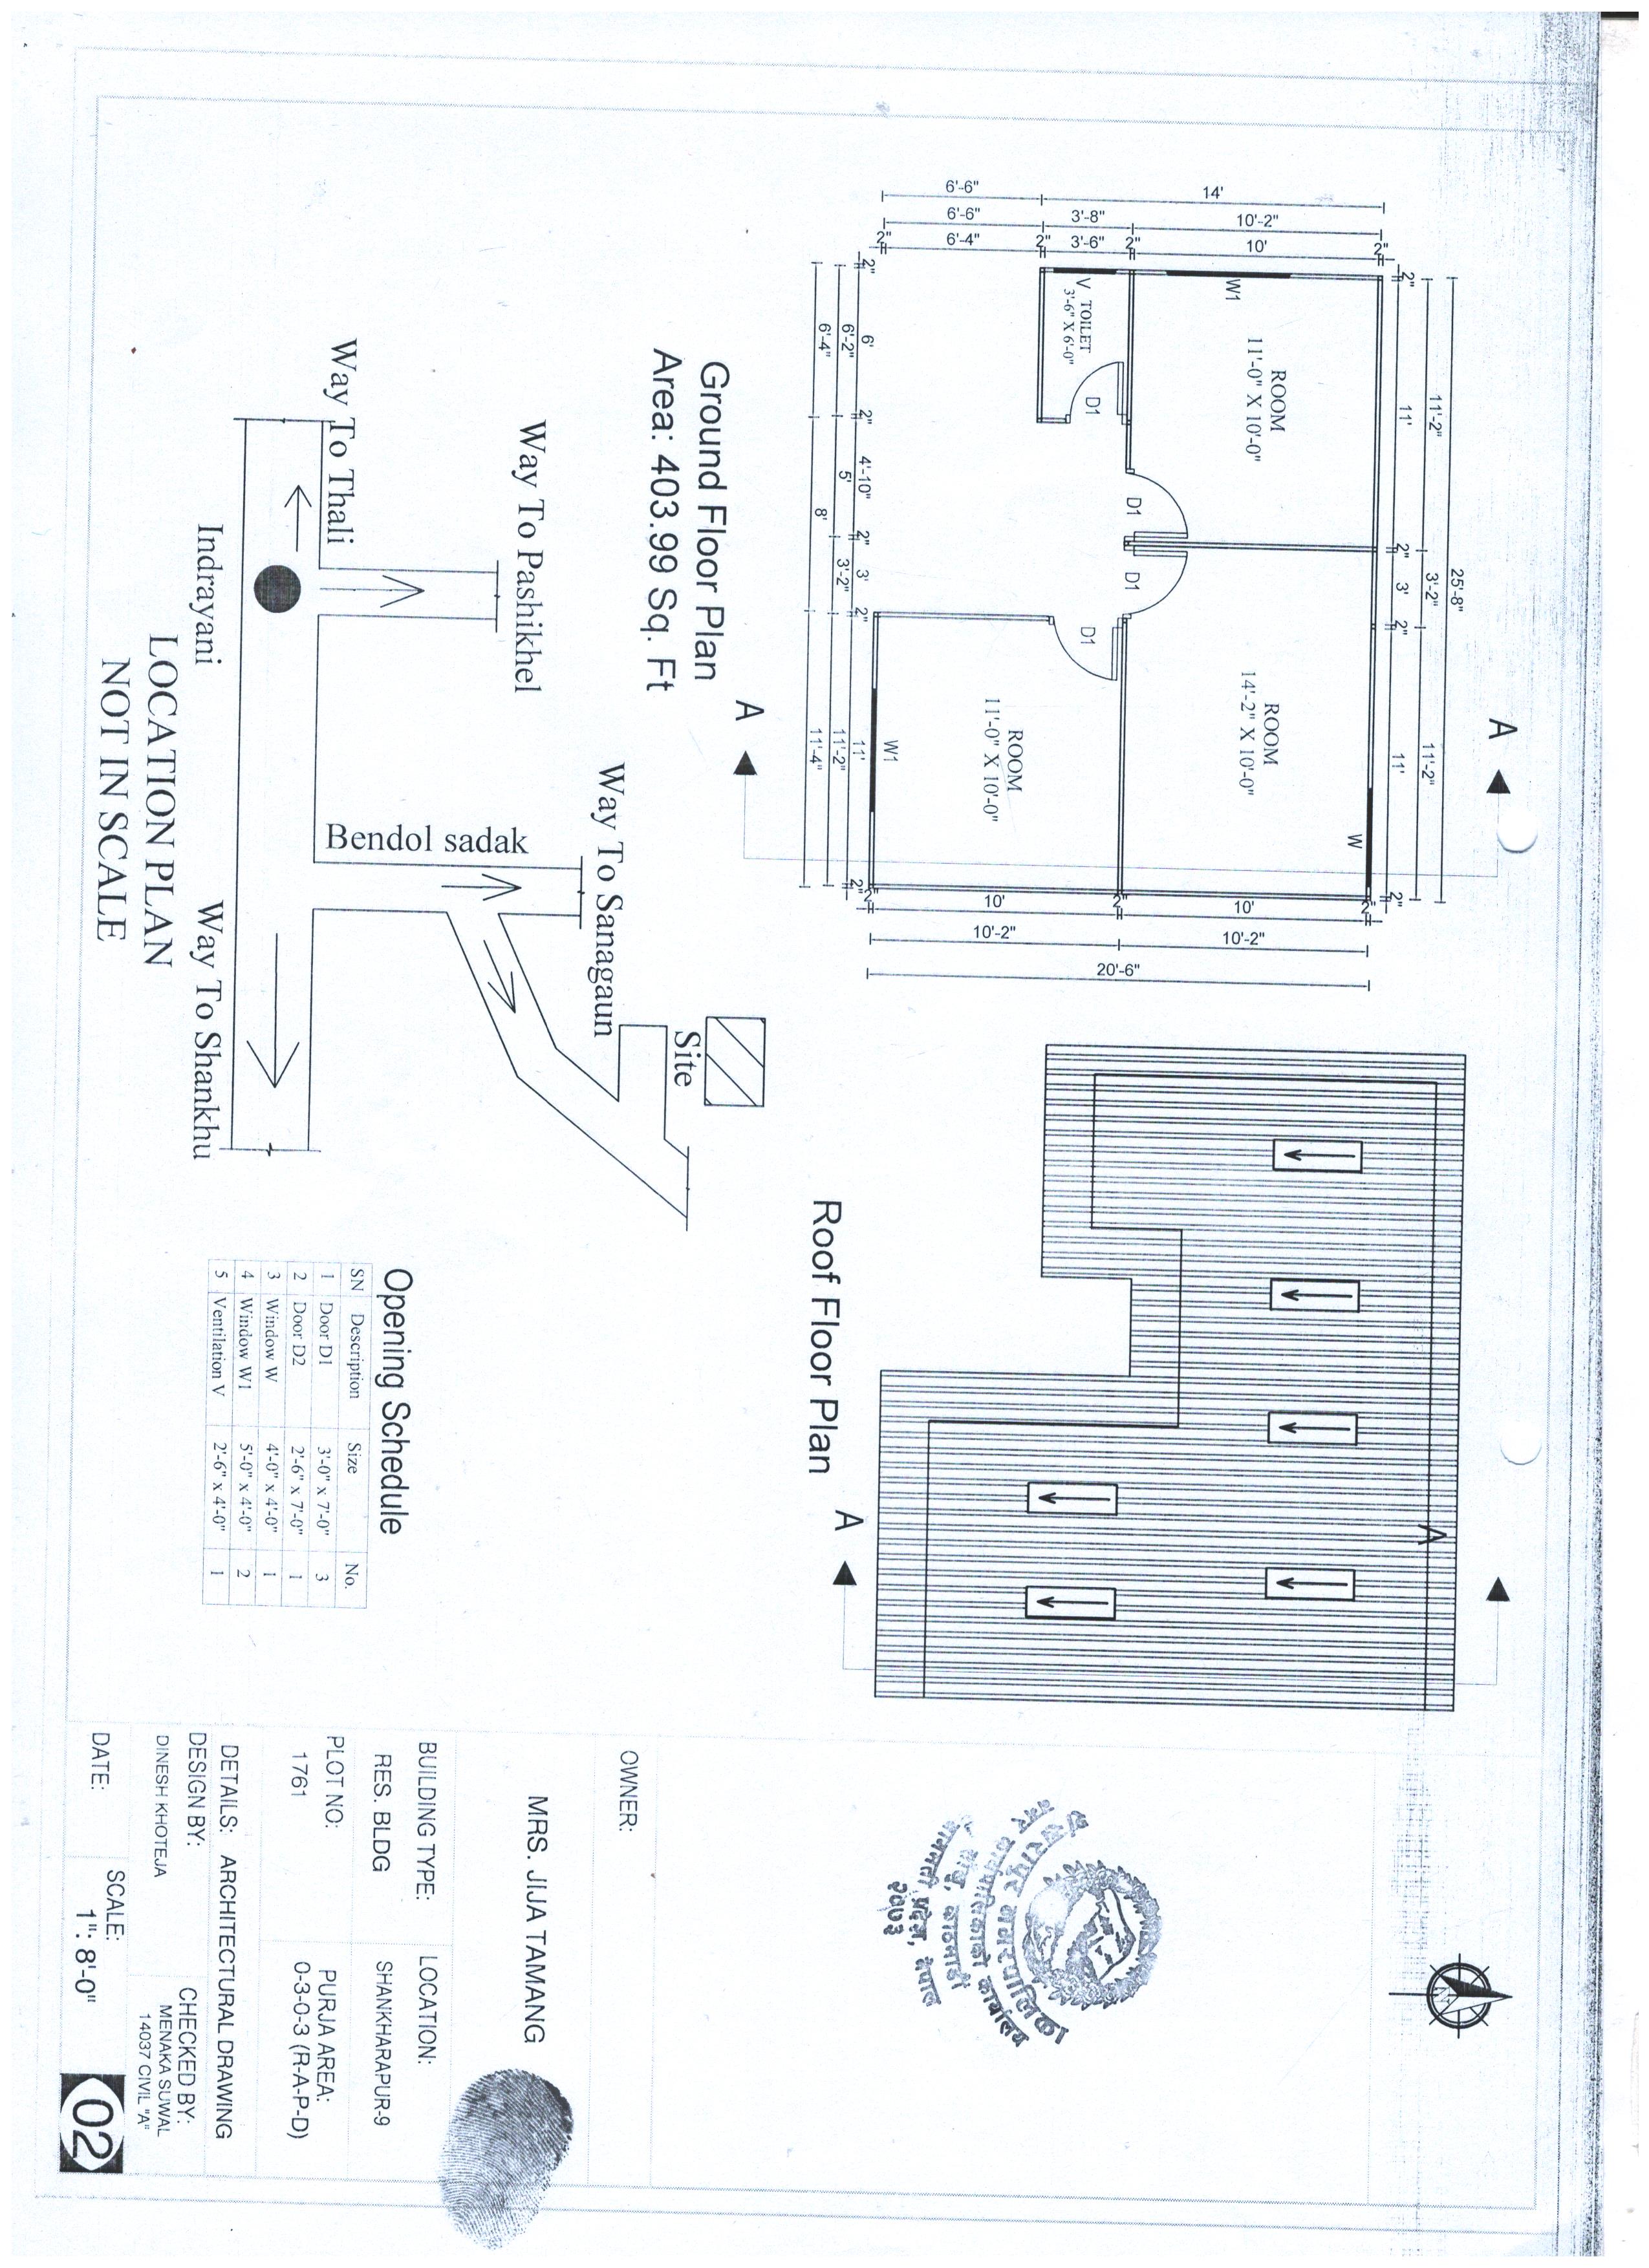 A
25'-8"
11'-2"
3'-2"
11'-2"
2"
11'
2"
3'
2"
11'
2"
14'
6'-6"
10'-2"
3'-8"
6'-6"
2"
10'
2"
3'-6"
2"
6'-4"
2"
W1
ROOM
11'-0" X 10'-0"
ROOM
14'-2" X 10'-0"
W
V
TOILET
3'-6" X 6'-0"
D1
D1
D1
D1
ROOM
11'-0" X 10'-0"
W1
2"
10'
2"
10'
2"
10'-2"
10'-2"
20'-6"
2"
6'
2"
4'-10"
2"
3'
2"
11'
2"
6'-2"
5'
3'-2"
11'-2"
6'-4"
8'
11'-4"
A
Ground Floor Plan
Area: 403.99 Sq. Ft
A
A
Roof Floor Plan
Site
Way To Sanagaun
Way To Pashikhel
Bendol sadak
Way To Thali
Indrayani
Way To Shankhu
LOCATION PLAN
NOT IN SCALE
Opening Schedule
SN Description Size No.
1 Door D1 3'-0" x 7'-0" 3
2 Door D2 2'-6" x 7'-0" 1
3 Window W 4'-0" x 4'-0" 1
4 Window W1 5'-0" x 4'-0" 2
5 Ventilation V 2'-6" x 4'-0" 1
N
नगरपालिका
नगर कार्यपालिकाको कार्यालय
काठमाडौं
बागमती प्रदेश, नेपाल
२०७३
OWNER:
MRS. JIJA TAMANG
BUILDING TYPE:
RES. BLDG
LOCATION:
SHANKHARAPUR-9
PLOT NO:
1761
PURJA AREA:
0-3-0-3 (R-A-P-D)
DETAILS: ARCHITECTURAL DRAWING
DESIGN BY:
DINESH KHOTEJA
CHECKED BY:
MENAKA SUWAL
14037 CIVIL "A"
DATE:
SCALE:
1": 8'-0"
02